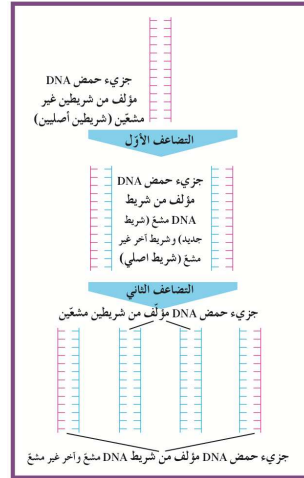 جزيء حمض DNA
مؤلف من شريطين غير
مشعّين (شريطين أصليين)
التضاعف الأوّل
جزيء حمض DNA
مؤلف من شريط
DNA مشعّ (شريط
جديد) وشريط آخر غير
مشعّ (شريط اصلي)
التضاعف الثاني
جزيء حمض DNA مؤلّف من شريطين مشعّين
جزيء حمض DNA مؤلف من شريط DNA مشعّ وآخر غير مشعّ